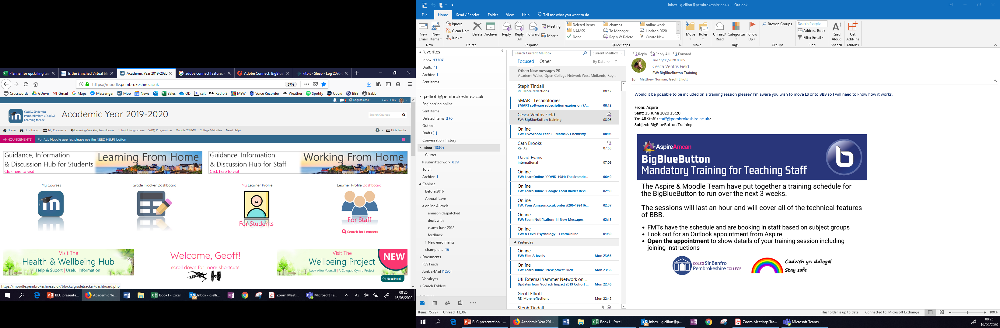 Planner for upskilling tea
Is the Enriched Virtual ble
Academic Year 2019-2020
adobe connect features -
Adobe Connect, BigBlueB
Fitbit - Sleep - Log 2020-
https://moodle.pembrokeshire.ac.uk
67%
Crosswords GDrive Gmail Maps Messenger Moo News Sales OD salt Radio 3 MSW Voice Recorder Weather Spotify Covid BBB Babb
English (en)
Geoff Elliott
COLEG Sir Benfro
Pembrokeshire COLLEGE
Learning for Life
Academic Year 2019-2020
Search Courses
Home Dashboard My Courses Learning/Working from Home Tutorial Programme WBQ Programme Moodle 2018-19 College Websites Need Help?
Hide blocks
ANNOUNCEMENTS For ALL Moodle queries, please use the NEED HELP? button
Guidance, Information
& Discussion Hub for Students
Click here to visit
Learning From Home
Guidance, Information
& Discussion Hub for Staff
Click here to visit
Working From Home
My Courses
Grade Tracker Dashboard
My Learner Profile
Learner Profile Dashboard
For Students
For Staff
Search for Learners
Visit The
Health & Wellbeing Hub
Help & Suport | Useful Information
Welcome, Geoff!
scroll down for more shortcuts
Visit The
Wellbeing Project
Look After Yourself | A Colegau Cymru Project
NEW
Need Help?
https://moodle.pembrokeshire.ac.uk/blocks/gradetracker/dashboard.php
BLC presenta...
Academic Ye...
Book1 - Excel
Inbox - g.elli...
Zoom Meeti...
Microsoft Te...
08:25
16/06/2020
Inbox - g.elliott@pembrokeshire.ac.uk - Outlook
File Home Send / Receive Folder View Help Tell me what you want to do
New
Email
New
Items
New
Ignore
Clean Up
Junk
Delete
Archive
Delete
Reply
Reply
All
Forward
Meeting
More
Respond
Deleted Items
NAMSS
Done
champs
To Manager
Reply & Delete
online work
Horizon 2020
Create New
Quick Steps
Move
Rules
Move
Unread/
Read
Categorize
Follow
Up
Tags
Browse Groups
Groups
Search People
Address Book
Filter Email
Find
Read
Aloud
Speech
Get
Add-ins
Add-ins
Favorites
Inbox 13307
Drafts [1]
Archive 1
Sent Items
g.elliott@pembrokeshire.ac.uk
Engineering online
Sent Items
Deleted Items 376
Outbox
Drafts [1]
Conversation History
Inbox 13307
Clutter
submitted work 859
Torch
Archive 1
Cabinet
Before 2016
Annual leave
online A levels
amazon despatched
dealt with
exams June 2012
feedback
New enrolments
champions 16
Documents
RSS Feeds
Junk E-Mail [1296]
Vocaleyes
Search Folders
Search Current Mailbox
Current Mailbox
Focused Other
By Date
Other: New messages (9)
Academi Wales, Open College Network West Midlands, Roy...
Steph Tindall
RE: More reflections 08:17
SMART Technologies
SMART software subscription expires on 7/... 08:12
Cesca Ventris Field
FW: BigBlueButton Training 08:05
Online
FW: LiveSchool Year 2 - Maths & Chemistry 08:03
Cath Brooks
Re: AS 07:53
David Evans
international 07:09
Online
FW: LearnOnline "COVID-1984: The Scamde... 06:40
Online
FW: LearnOnline "Google Local Raider Revi... 02:59
Online
FW: Your Amazon.co.uk order #206-198416... 02:37
Online
FW: Spam Notification: 11 New Messages 02:13
Online
FW: A Level Psychology – LearnOnline 01:30
Yesterday
Online
FW: Film A-levels Mon 23:36
Online
FW: LearnOnline "New proect 2020" Mon 23:36
Ufi External Yammer Network on ...
Updates from VocTech Impact 2019 Cohort ... Mon 22:46
Geoff Elliott
RE: More reflections Mon 22:42
Steph Tindall
Reply Reply All Forward
Tue 16/06/2020 08:05
Cesca Ventris Field
FW: BigBlueButton Training
To Matthew Norman; Geoff Elliott
Would it be possible to be included on a training session please? I'm aware you wish to move LS onto BBB so I will need to know how it works.
From: Aspire
Sent: 15 June 2020 15:20
To: All Staff <staff@pembrokeshire.ac.uk>
Subject: BigBlueButton Training
AspireAmcan
BigBlueButton
Mandatory Training for Teaching Staff
b
The Aspire & Moodle Team have put together a training schedule for
the BigBlueButton to run over the next 3 weeks.
The sessions will last an hour and will cover all of the technical features
of BBB.
• FMTs have the schedule and are booking in staff based on subject groups
• Look out for an Outlook appointment from Aspire
• Open the appointment to show details of your training session including
joining instructions
COLEG Sir Benfro
Pembrokeshire COLLEGE
Cadwch yn ddiogel
Stay safe
Items: 75,727 Unread: 13,307
This folder is up to date. Connected to: Microsoft Exchange
100%
BLC presentation - ...
Academic Year 201...
Book1 - Excel
Inbox - g.elliott@p...
Zoom Meetings Tra...
Microsoft Teams
08:25
16/06/2020